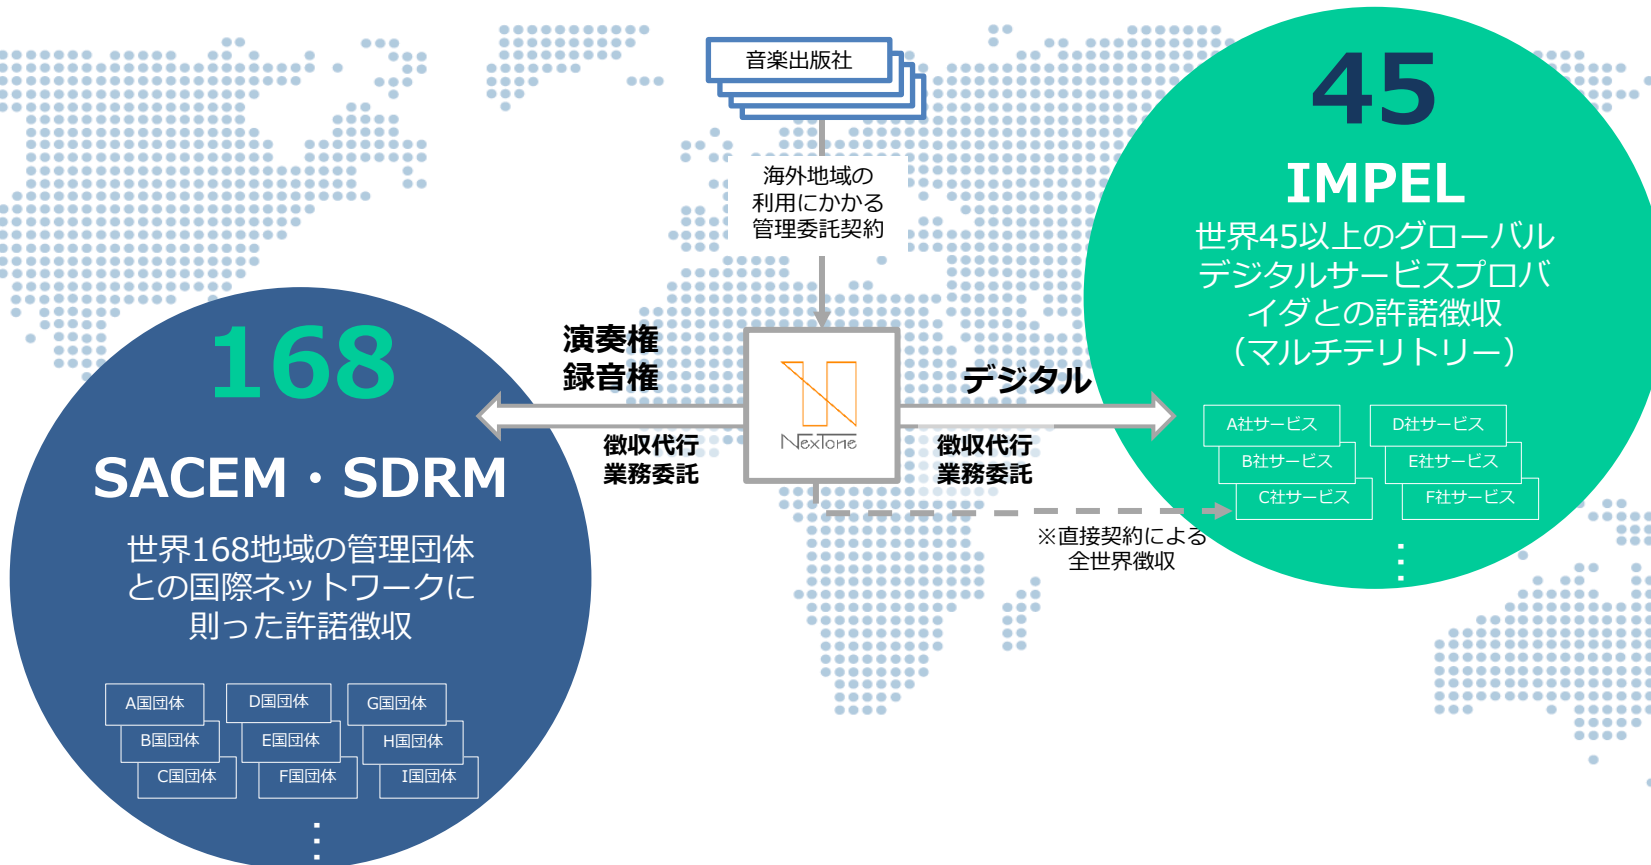 音楽出版社
海外地域の
利用にかかる
管理委託契約
45
IMPEL
世界45以上のグローバル
デジタルサービスプロバ
イダとの許諾徴収
（マルチテリトリー）
A社サービス
B社サービス
C社サービス
D社サービス
E社サービス
F社サービス
⋮
演奏権
録音権
徴収代行
業務委託
NexTone
デジタル
徴収代行
業務委託
※直接契約による
全世界徴収
168
SACEM・SDRM
世界168地域の管理団体
との国際ネットワークに
則った許諾徴収
A国団体
B国団体
C国団体
D国団体
E国団体
F国団体
G国団体
H国団体
I国団体
⋮